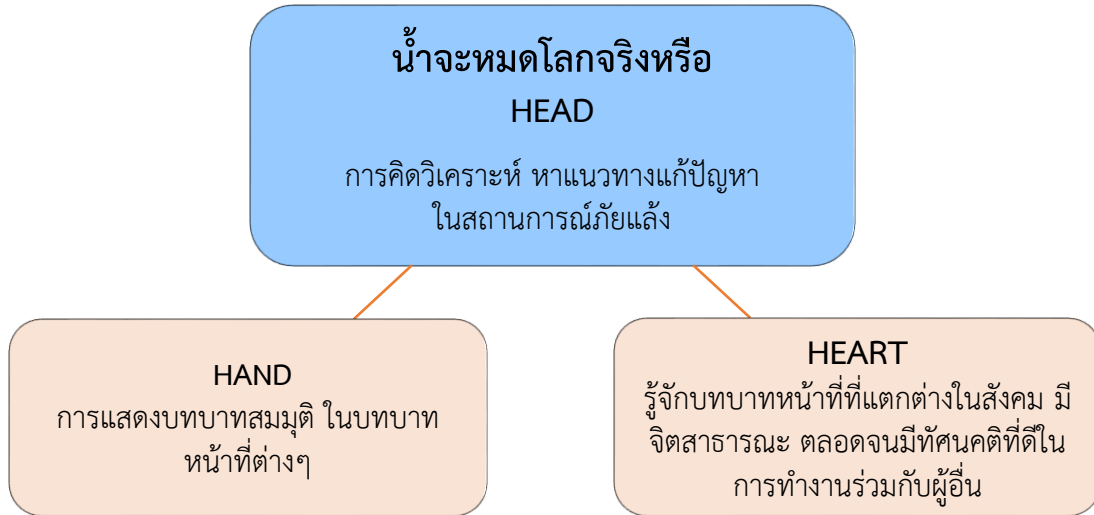 น้ำจะหมดโลกจริงหรือ
HEAD
การคิดวิเคราะห์ หาแนวทางแก้ปัญหา
ในสถานการณ์ภัยแล้ง
HAND
การแสดงบทบาทสมมุติ ในบทบาท
หน้าที่ต่างๆ
HEART
รู้จักบทบาทหน้าที่ที่แตกต่างในสังคม มี
จิตสาธารณะ ตลอดจนมีทัศนคติที่ดีใน
การทำงานร่วมกับผู้อื่น